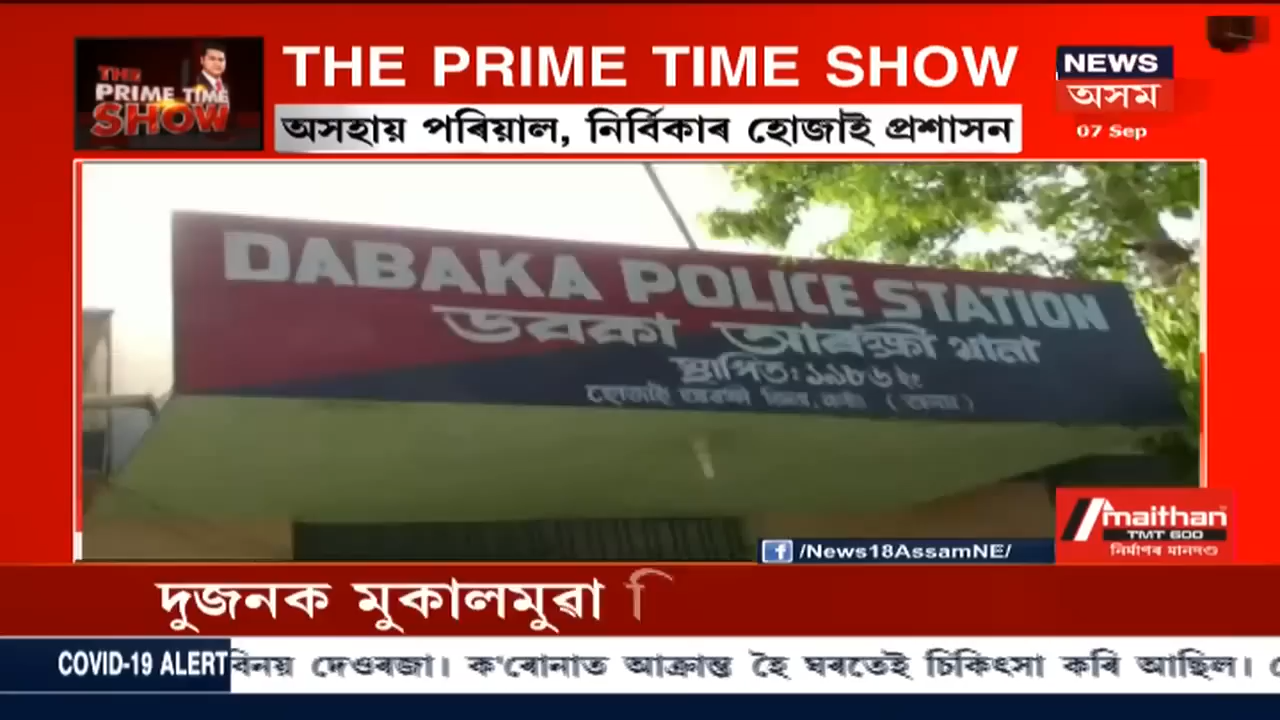 THE PRIME TIME SHOW
THE PRIME TIME SHOW
NEWS
অসম
07 Sep
অসহায় পৰিয়াল, নিৰ্বিকাৰ হোজাই প্ৰশাসন
DABAKA POLICE STATION
ডবকা আৰক্ষী থানা
স্থাপিত: ১৯৮৬ ইং
maithan
TMT 600
নিৰ্মাণৰ মানদণ্ড
/News18AssamNE/
দুজনক মুকালমুৱা
COVID-19 ALERT
বিনয় দেওৰজা। ক'ৰোনাত আক্ৰান্ত হৈ ঘৰতেই চিকিৎসা কৰি আছিল।